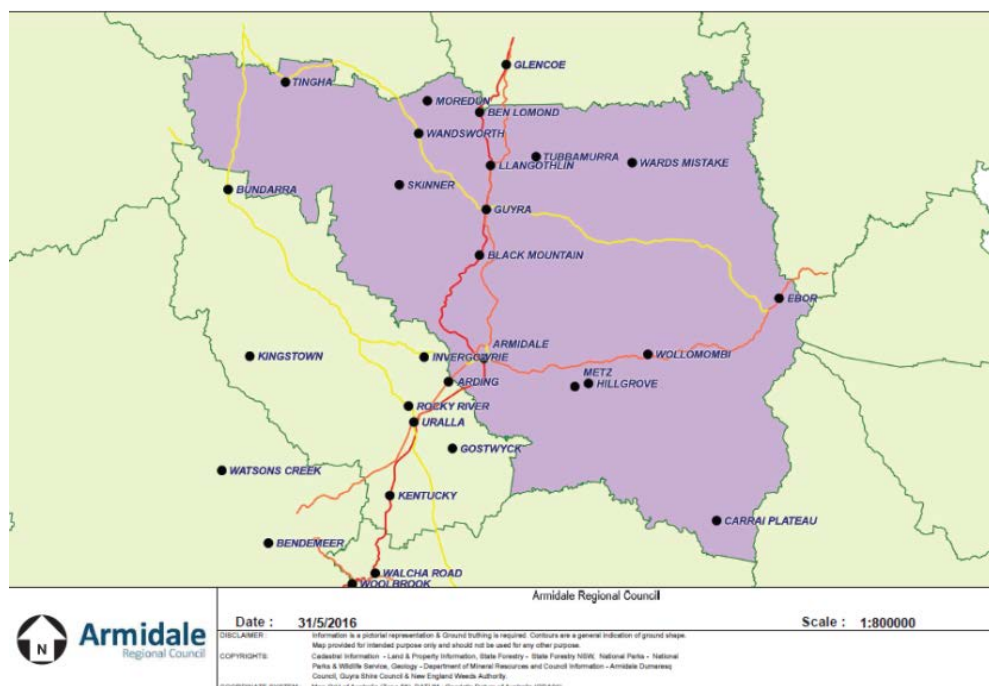 GLENCOE
TINGHA
MOREDUN
BEN LOMOND
WANDSWORTH
TUBBAMURRA
LLANGOTHLIN
WARDS MISTAKE
SKINNER
BUNDARRA
GUYRA
BLACK MOUNTAIN
EBOR
ARMIDALE
KINGSTOWN
INVERGOWRIE
WOLLOMOMBI
METZ
ARDING
HILLGROVE
ROCKY RIVER
URALLA
GOSTWYCK
WATSONS CREEK
KENTUCKY
CARRAI PLATEAU
BENDEMEER
WALCHA ROAD
WOOLBROOK
Armidale Regional Council
N
Armidale
Regional Council
Date : 31/5/2016 Scale : 1:800000
DISCLAIMER: Information is a pictorial representation & Ground truthing is required. Contours are a general indication of ground shape.
Map provided for intended purpose only and should not be used for any other purpose.
COPYRIGHTS: Cadastral Information - Land & Property Information, State Forestry - State Forestry NSW, National Parks - National
Parks & Wildlife Service, Geology - Department of Mineral Resources and Council Information - Armidale Dumaresq
Council, Guyra Shire Council & New England Weeds Authority.